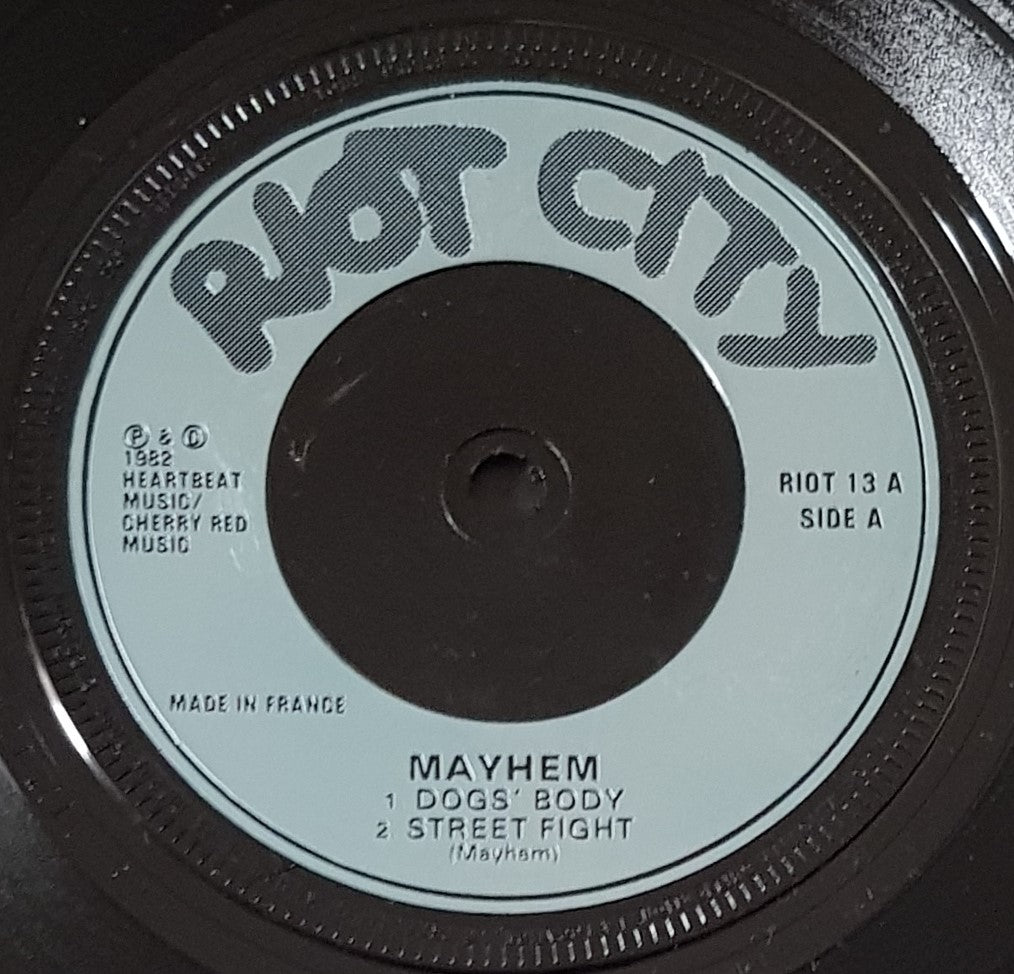 RIOT CITY
Ⓟ & Ⓒ
1982
HEARTBEAT
MUSIC/
CHERRY RED
MUSIC
RIOT 13 A
SIDE A
MADE IN FRANCE
MAYHEM
1 DOGS' BODY
2 STREET FIGHT
(Mayhem)